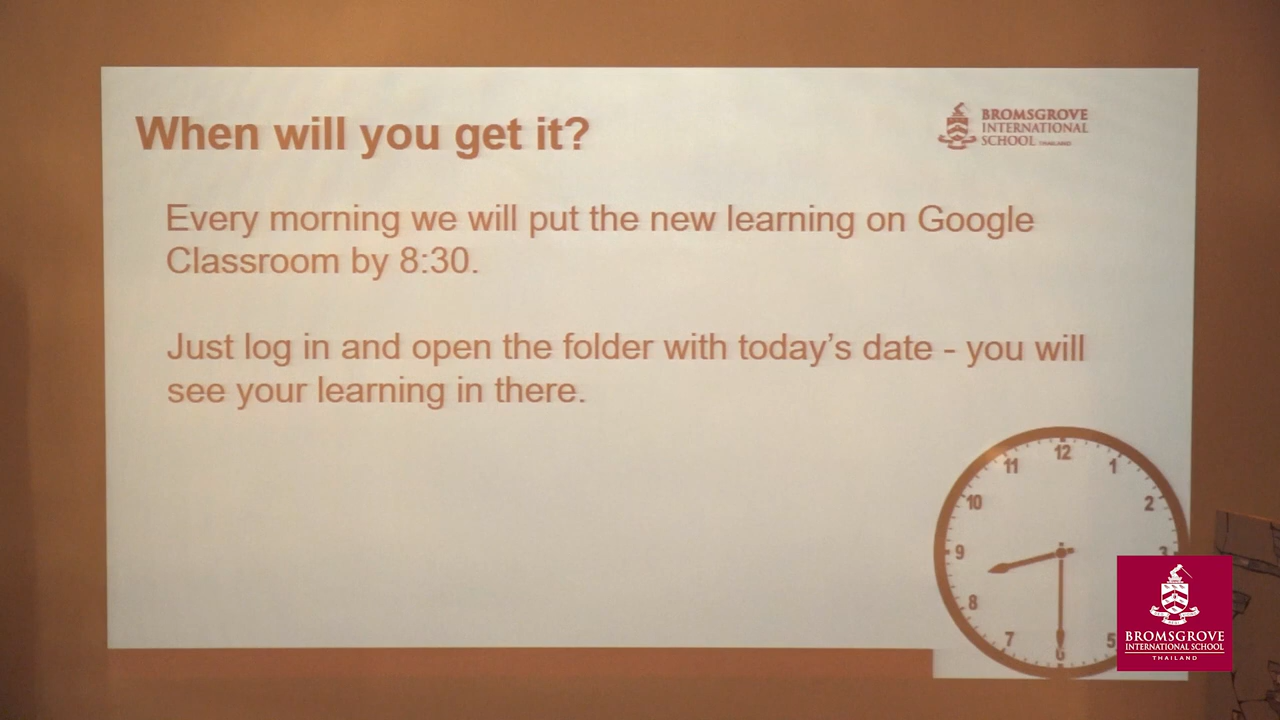 When will you get it?
BROMSGROVE
INTERNATIONAL
SCHOOL THAILAND
Every morning we will put the new learning on Google
Classroom by 8:30.
Just log in and open the folder with today's date - you will
see your learning in there.
12
11
1
10
2
9
3
8
7
5
6
BROMSGROVE
INTERNATIONAL SCHOOL
THAILAND